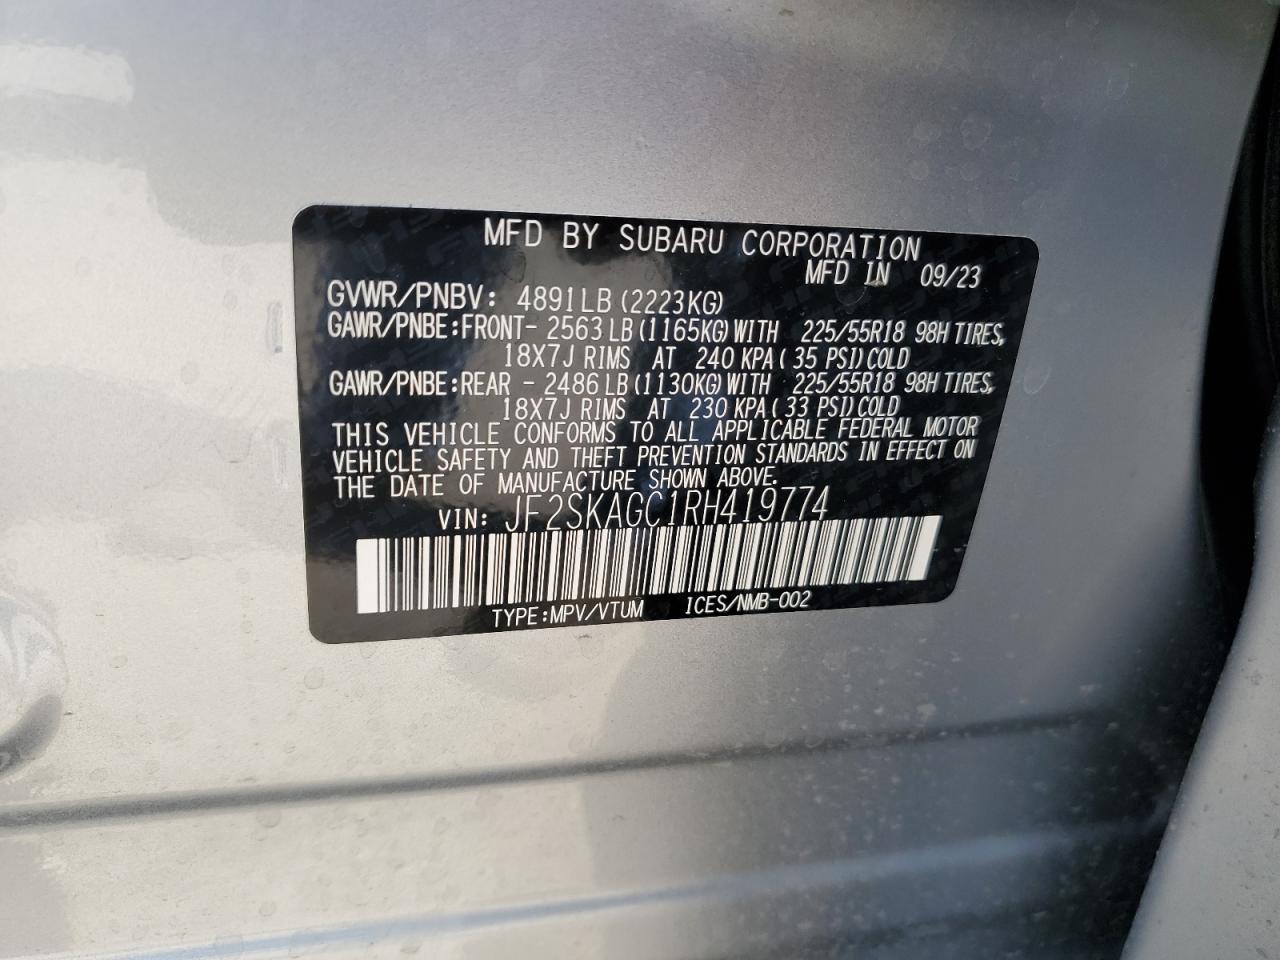 MFD BY SUBARU CORPORATION
MFD IN 09/23
GVWR/PNBV: 4891LB (2223KG)
GAWR/PNBE:FRONT- 2563 LB (1165KG) WITH 225/55R18 98H TIRES,
18X7J RIMS AT 240 KPA ( 35 PSI) COLD
GAWR/PNBE:REAR - 2486 LB (1130KG) WITH 225/55R18 98H TIRES,
18X7J RIMS AT 230 KPA ( 33 PSI) COLD
THIS VEHICLE CONFORMS TO ALL APPLICABLE FEDERAL MOTOR
VEHICLE SAFETY AND THEFT PREVENTION STANDARDS IN EFFECT ON
THE DATE OF MANUFACTURE SHOWN ABOVE.
VIN: JF2SKAGC1RH419774
TYPE:MPV/VTUM ICES/NMB-002